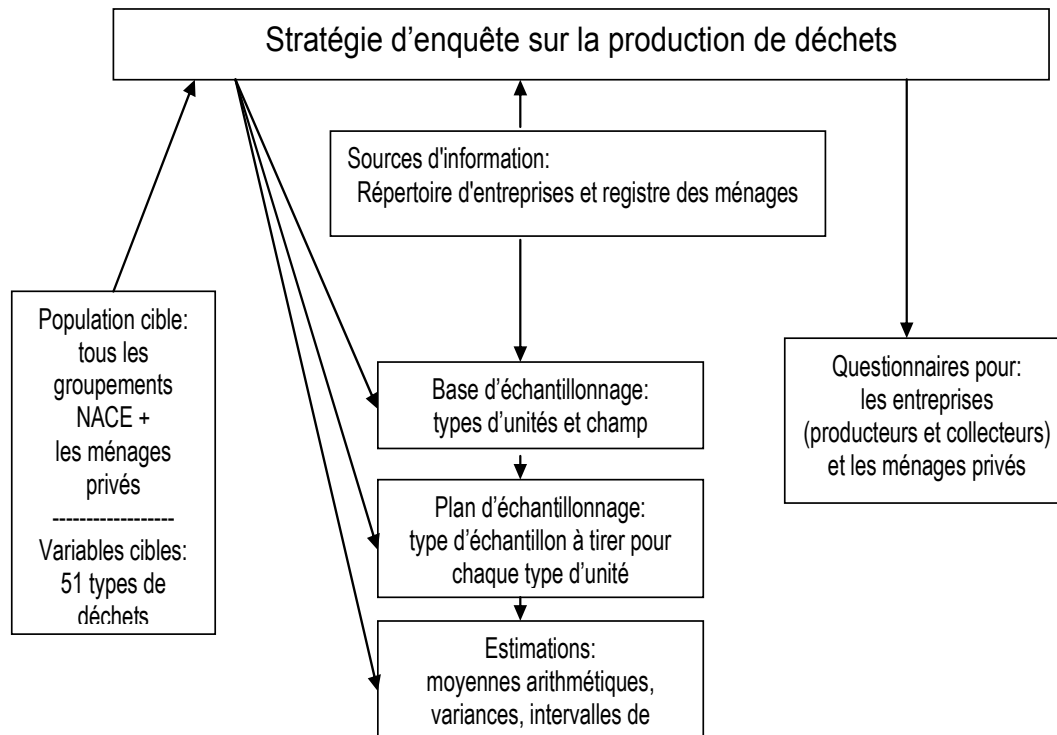 Stratégie d’enquête sur la production de déchets
Sources d'information:
Répertoire d'entreprises et registre des ménages
Population cible:
tous les
groupements
NACE +
les ménages
privés
-------------------
Variables cibles:
51 types de
déchets
Base d’échantillonnage:
types d’unités et champ
Plan d’échantillonnage:
type d’échantillon à tirer pour
chaque type d’unité
Estimations:
moyennes arithmétiques,
variances, intervalles de
Questionnaires pour:
les entreprises
(producteurs et collecteurs)
et les ménages privés